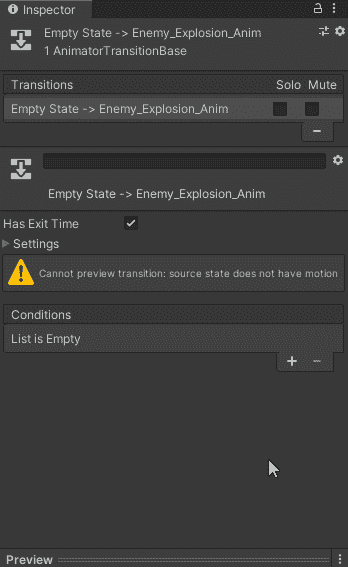 Inspector
Empty State -> Enemy_Explosion_Anim
1 AnimatorTransitionBase
Transitions Solo Mute
Empty State -> Enemy_Explosion_Anim
Empty State -> Enemy_Explosion_Anim
Has Exit Time
Settings
Cannot preview transition: source state does not have motion
Conditions
List is Empty
Preview